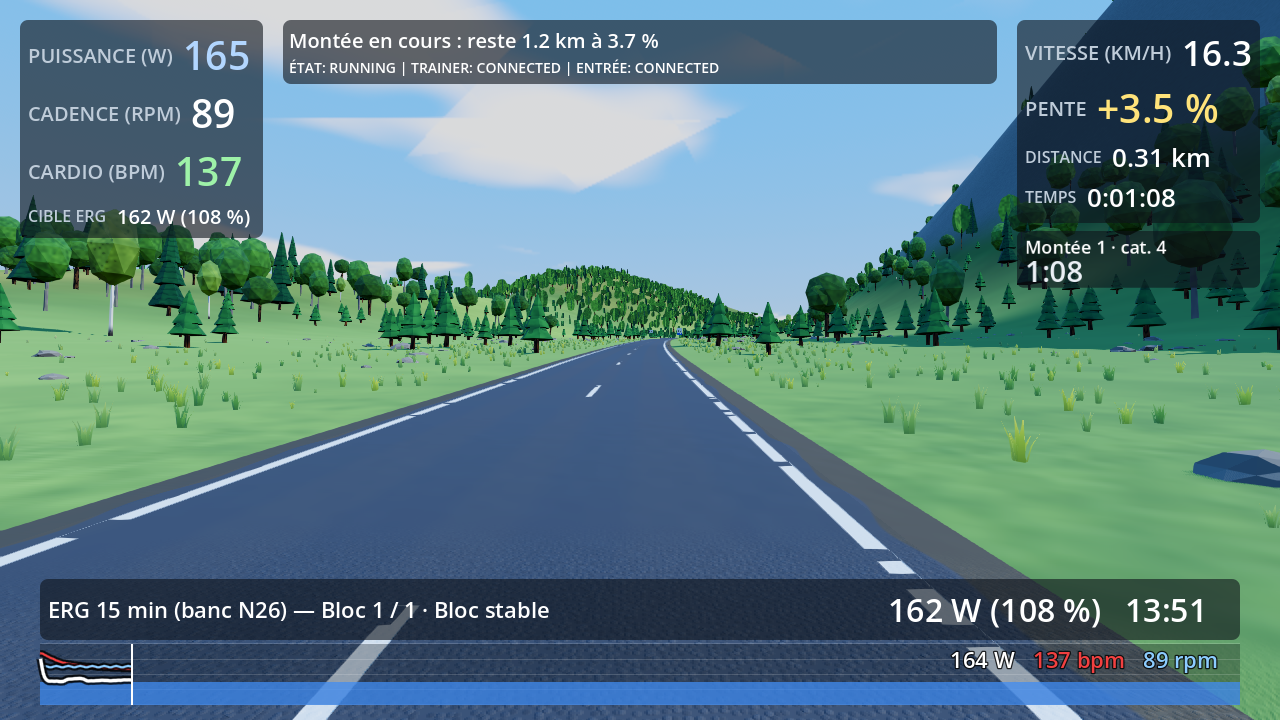 PUISSANCE (W) 165
CADENCE (RPM) 89
CARDIO (BPM) 137
CIBLE ERG 162 W (108 %)
Montée en cours : reste 1.2 km à 3.7 %
ÉTAT: RUNNING | TRAINER: CONNECTED | ENTRÉE: CONNECTED
VITESSE (KM/H) 16.3
PENTE +3.5 %
DISTANCE 0.31 km
TEMPS 0:01:08
Montée 1 · cat. 4
1:08
ERG 15 min (banc N26) — Bloc 1 / 1 · Bloc stable 162 W (108 %) 13:51
164 W 137 bpm 89 rpm